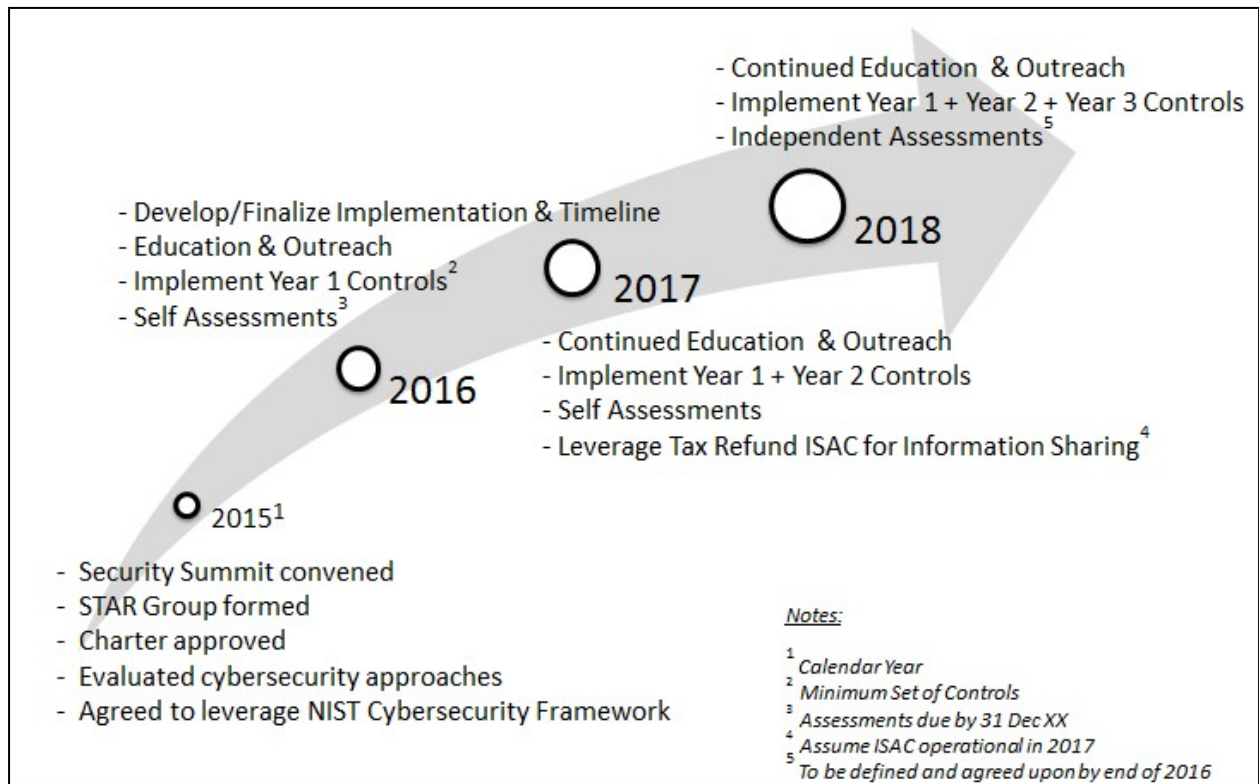 - Continued Education & Outreach
- Implement Year 1 + Year 2 + Year 3 Controls
- Independent Assessments5
2018
- Develop/Finalize Implementation & Timeline
- Education & Outreach
- Implement Year 1 Controls2
- Self Assessments3
2017
- Continued Education & Outreach
- Implement Year 1 + Year 2 Controls
- Self Assessments
- Leverage Tax Refund ISAC for Information Sharing4
2016
20151
- Security Summit convened
- STAR Group formed
- Charter approved
- Evaluated cybersecurity approaches
- Agreed to leverage NIST Cybersecurity Framework
Notes:
1 Calendar Year
2 Minimum Set of Controls
3 Assessments due by 31 Dec XX
4 Assume ISAC operational in 2017
5 To be defined and agreed upon by end of 2016